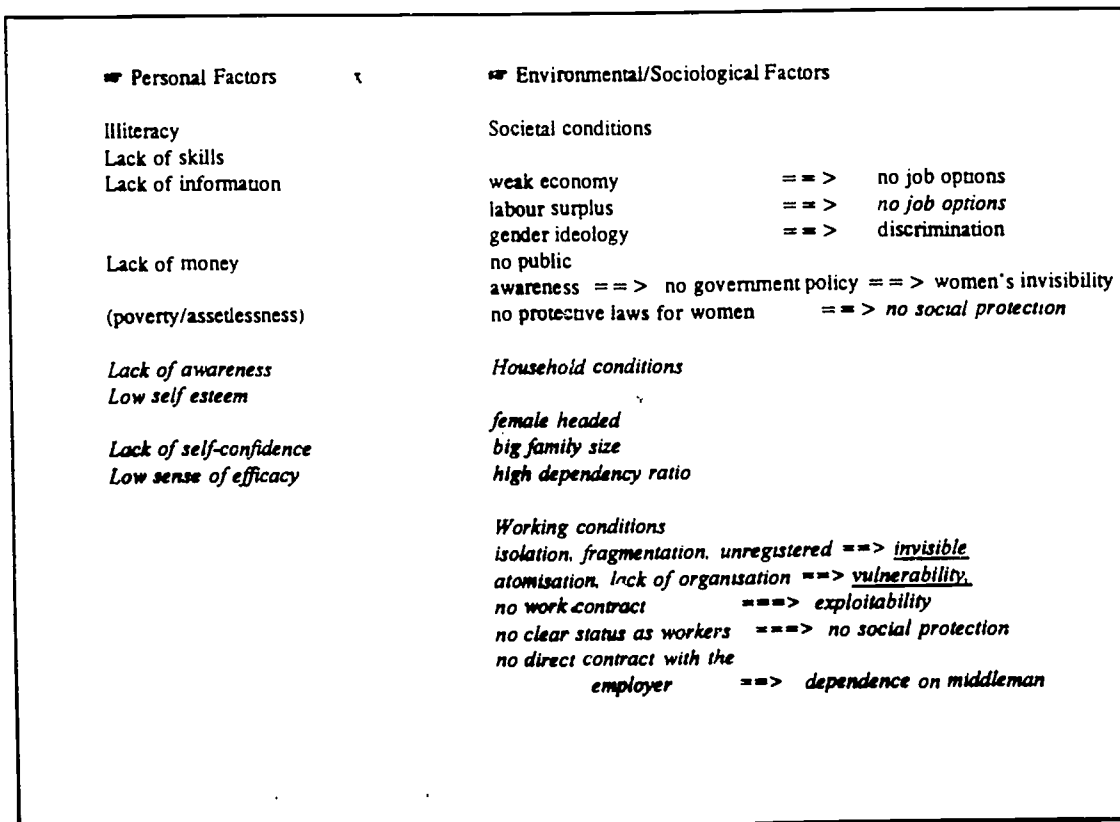 ☛ Personal Factors
Illiteracy
Lack of skills
Lack of information
Lack of money
(poverty/assetlessness)
Lack of awareness
Low self esteem
Lack of self-confidence
Low sense of efficacy
☛ Environmental/Sociological Factors
Societal conditions
weak economy ==> no job options
labour surplus ==> no job options
gender ideology ==> discrimination
no public
awareness ==> no government policy ==> women's invisibility
no protective laws for women ==> no social protection
Household conditions
female headed
big family size
high dependency ratio
Working conditions
isolation, fragmentation, unregistered ==> invisible
atomisation, lack of organisation ==> vulnerability,
no work contract ===> exploitability
no clear status as workers ===> no social protection
no direct contract with the
employer ==> dependence on middleman